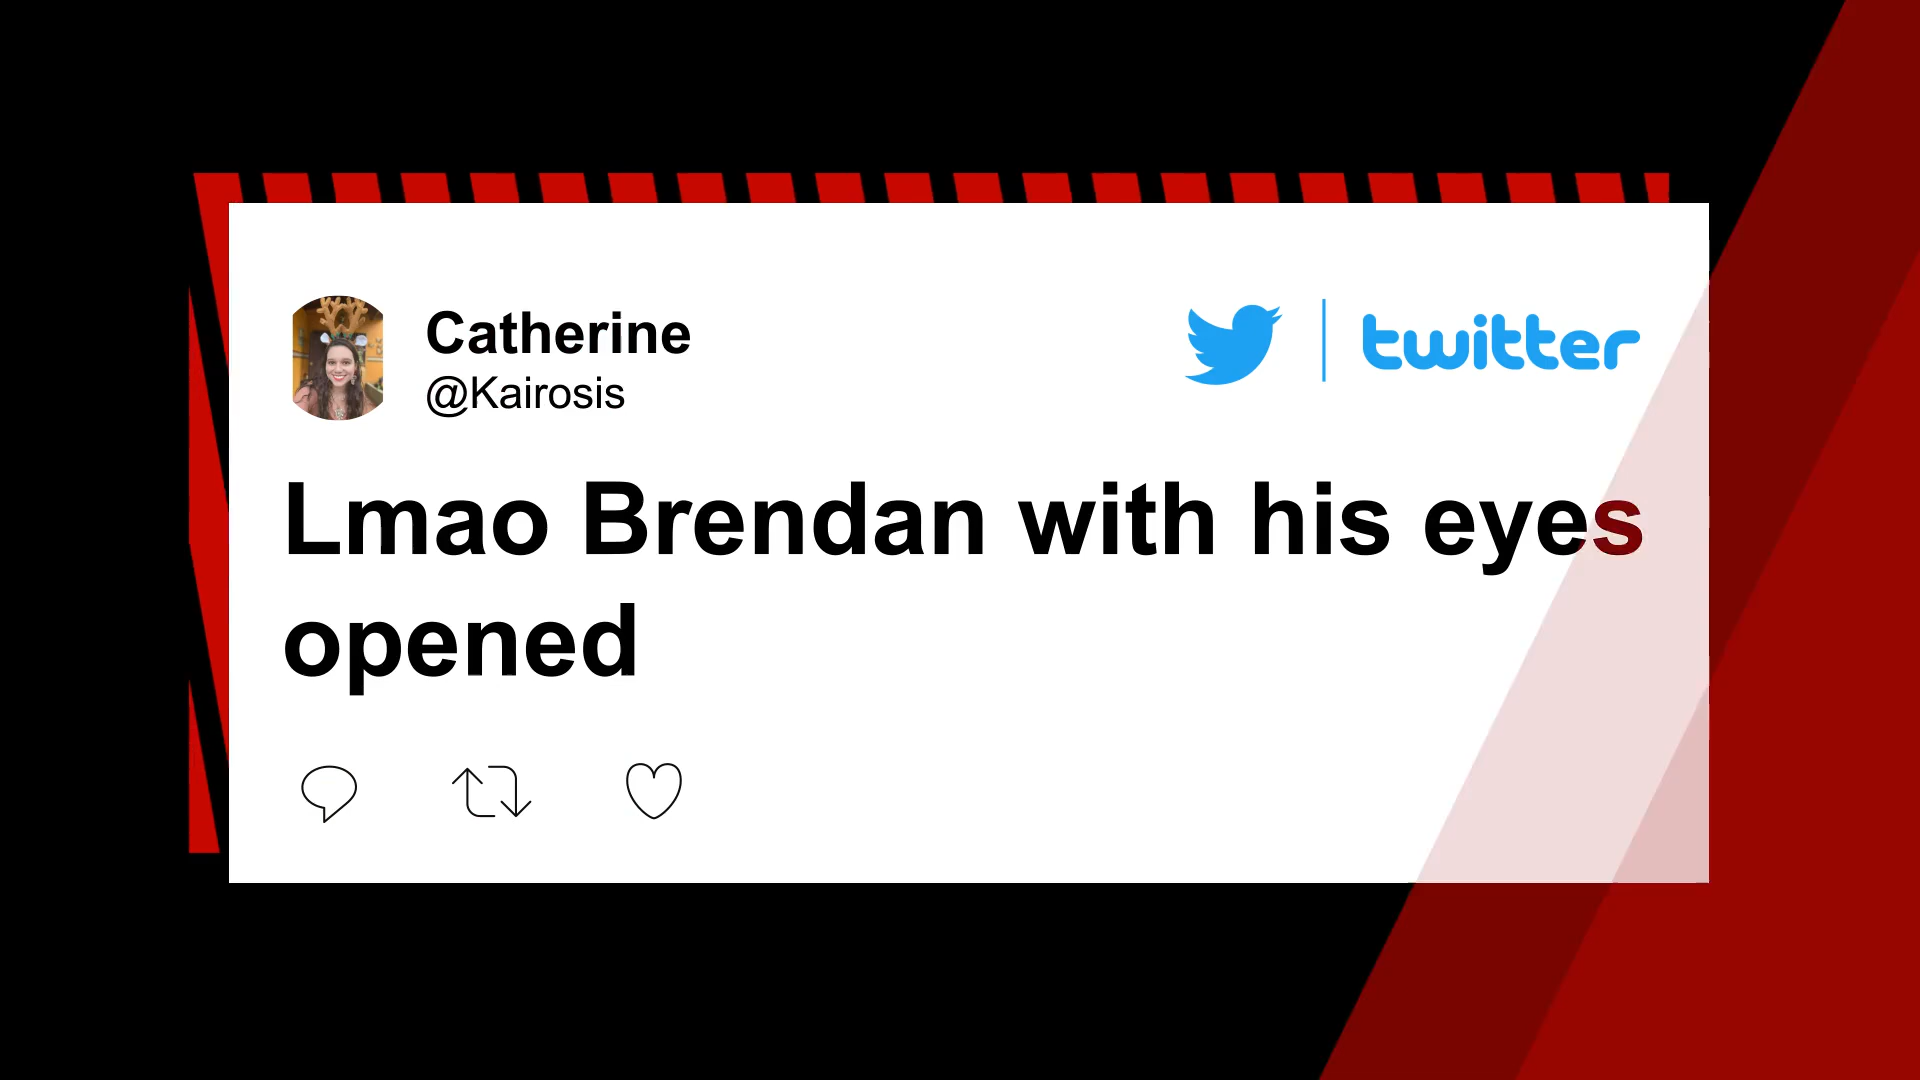 Catherine
@Kairosis
twitter
Lmao Brendan with his eyes
opened